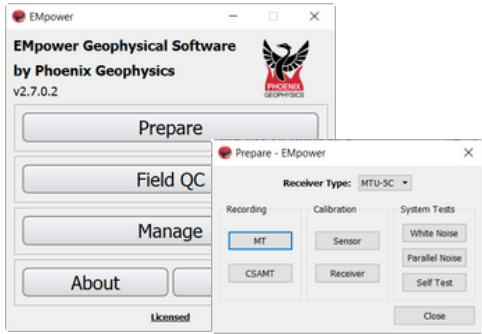 EMpower
EMpower Geophysical Software
by Phoenix Geophysics
v2.7.0.2
PHOENIX
GEOPHYSICS
Prepare
Field QC
Manage
About
Licensed
Prepare - EMpower
Receiver Type: MTU-5C
Recording Calibration System Tests
MT Sensor White Noise
Parallel Noise
CSAMT Receiver Self Test
Close